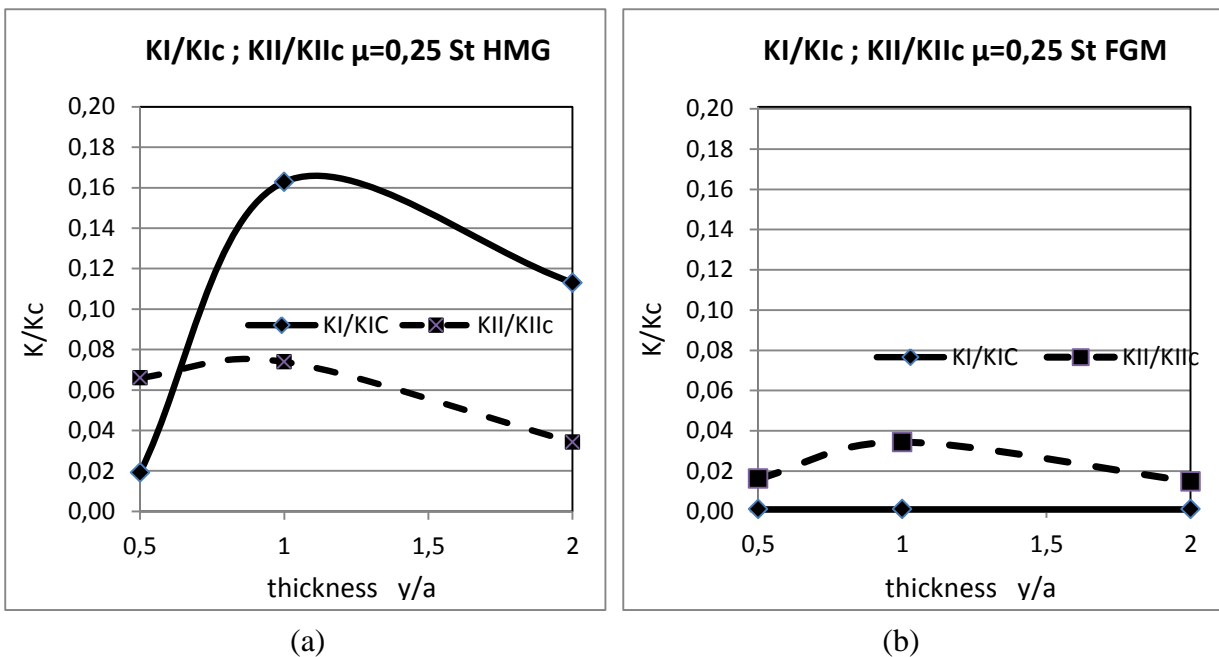 KI/KIc ; KII/KIIc µ=0,25 St HMG
0,20
0,18
0,16
0,14
0,12
0,10
0,08
0,06
0,04
0,02
0,00
K/Kc
KI/KIC
KII/KIIc
0,5
1
1,5
2
thickness y/a
(a)
KI/KIc ; KII/KIIc µ=0,25 St FGM
0,20
0,18
0,16
0,14
0,12
0,10
0,08
0,06
0,04
0,02
0,00
K/Kc
KI/KIC
KII/KIIc
0,5
1
1,5
2
thickness y/a
(b)